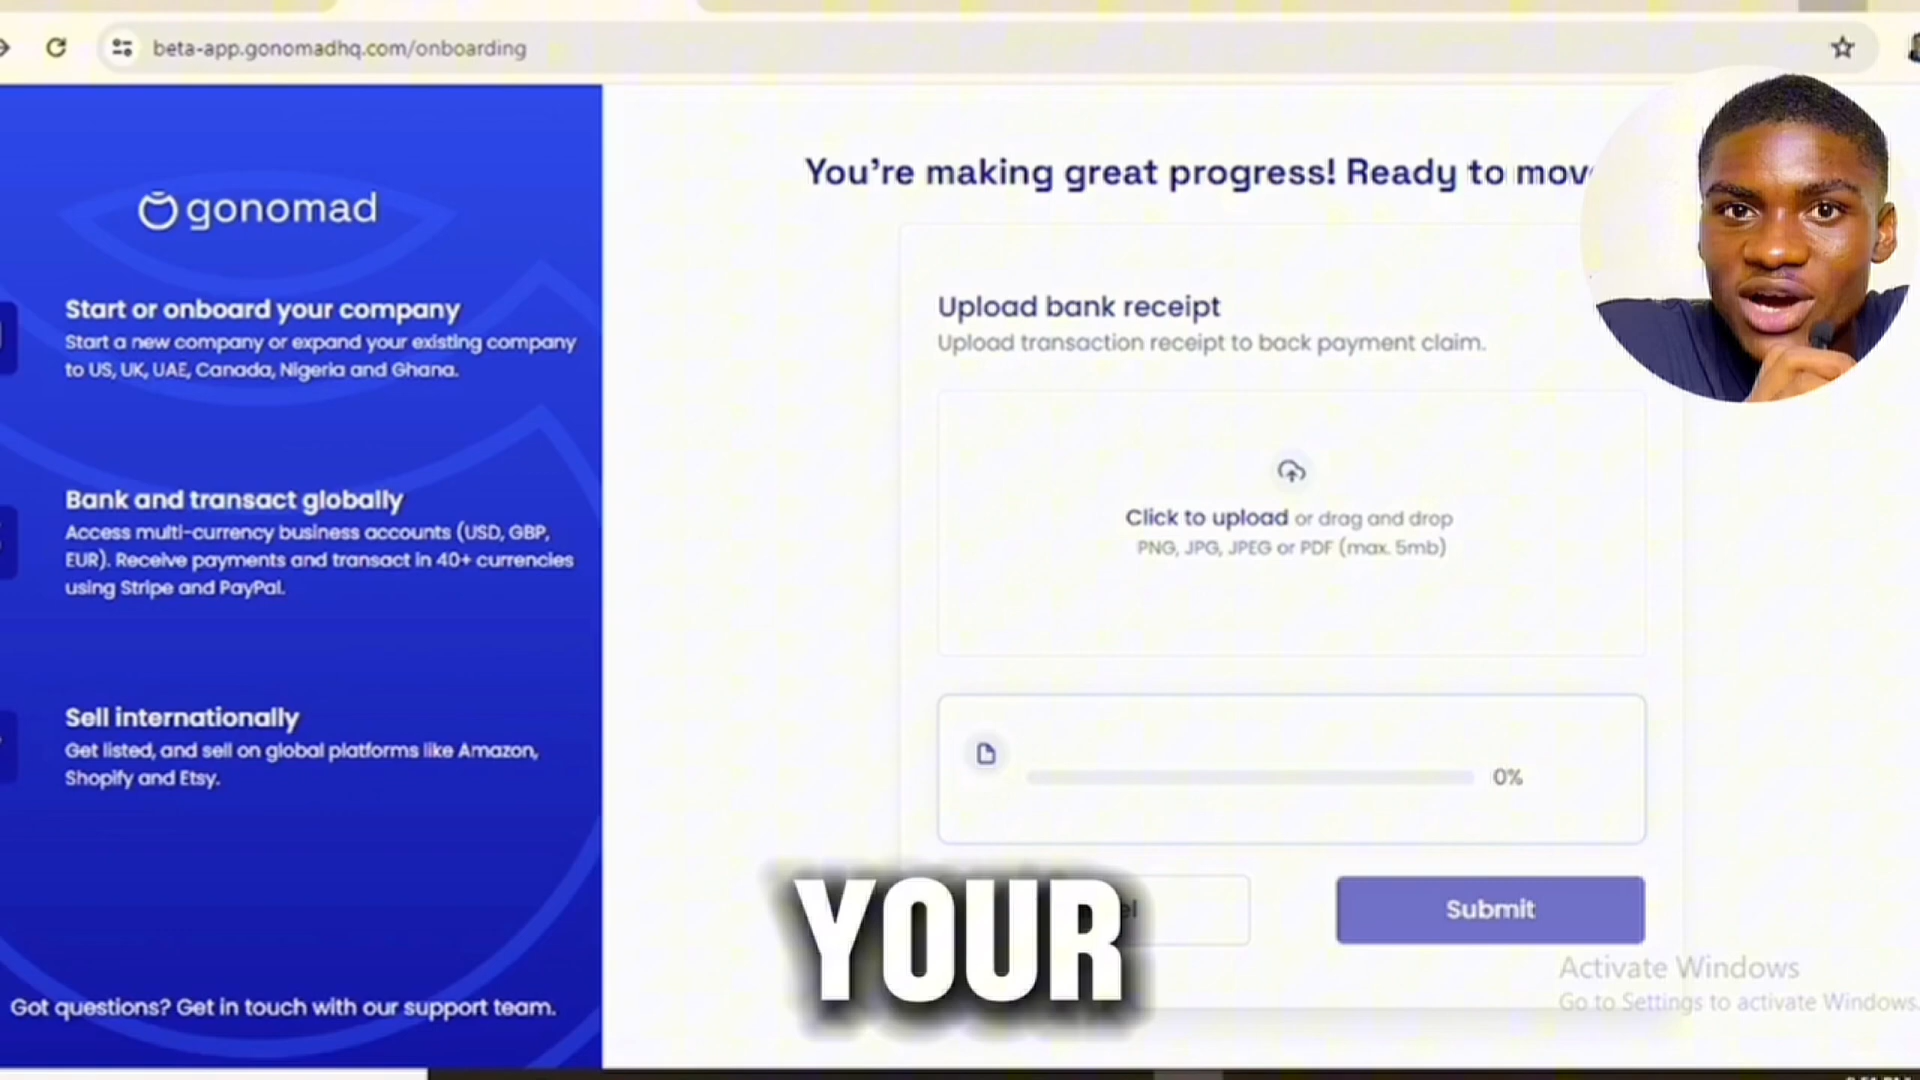 beta-app.gonomadhq.com/onboarding
gonomad
Start or onboard your company
Start a new company or expand your existing company
to US, UK, UAE, Canada, Nigeria and Ghana.
Bank and transact globally
Access multi-currency business accounts (USD, GBP,
EUR). Receive payments and transact in 40+ currencies
using Stripe and PayPal.
Sell internationally
Get listed, and sell on global platforms like Amazon,
Shopify and Etsy.
Got questions? Get in touch with our support team.
You're making great progress! Ready to mov
Upload bank receipt
Upload transaction receipt to back payment claim.
Click to upload or drag and drop
PNG, JPG, JPEG or PDF (max. 5mb)
0%
el
Submit
YOUR
Activate Windows
Go to Settings to activate Windows.